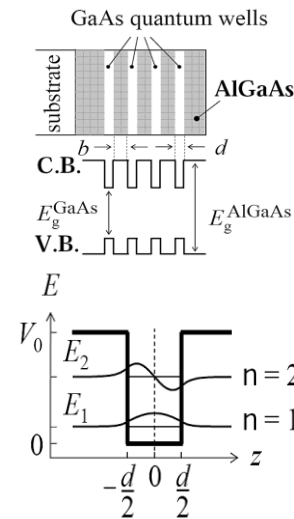 GaAs quantum wells
substrate
AlGaAs
b
d
C.B.
E_g^GaAs
E_g^AlGaAs
V.B.
E
V_0
E_2
n = 2
E_1
n = 1
0
z
-d/2 0 d/2